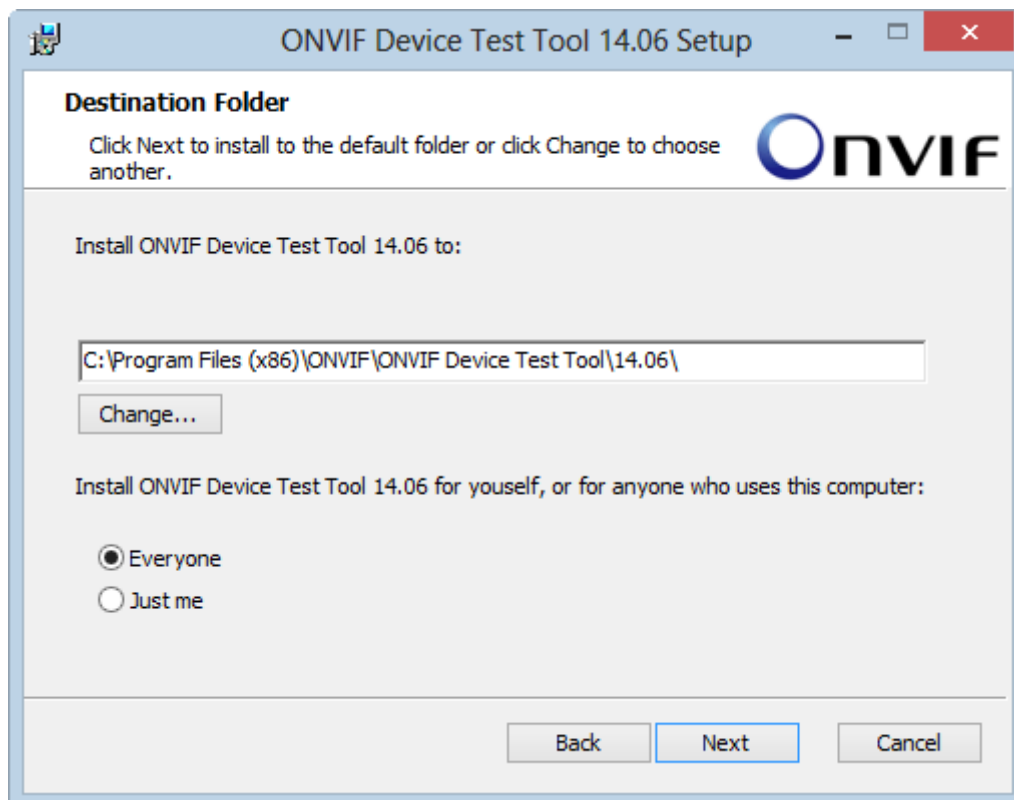 ONVIF Device Test Tool 14.06 Setup
Destination Folder
Click Next to install to the default folder or click Change to choose
another.
ONVIF
Install ONVIF Device Test Tool 14.06 to:
C:\Program Files (x86)\ONVIF\ONVIF Device Test Tool\14.06\
Change...
Install ONVIF Device Test Tool 14.06 for youself, or for anyone who uses this computer:
Everyone
Just me
Back Next Cancel